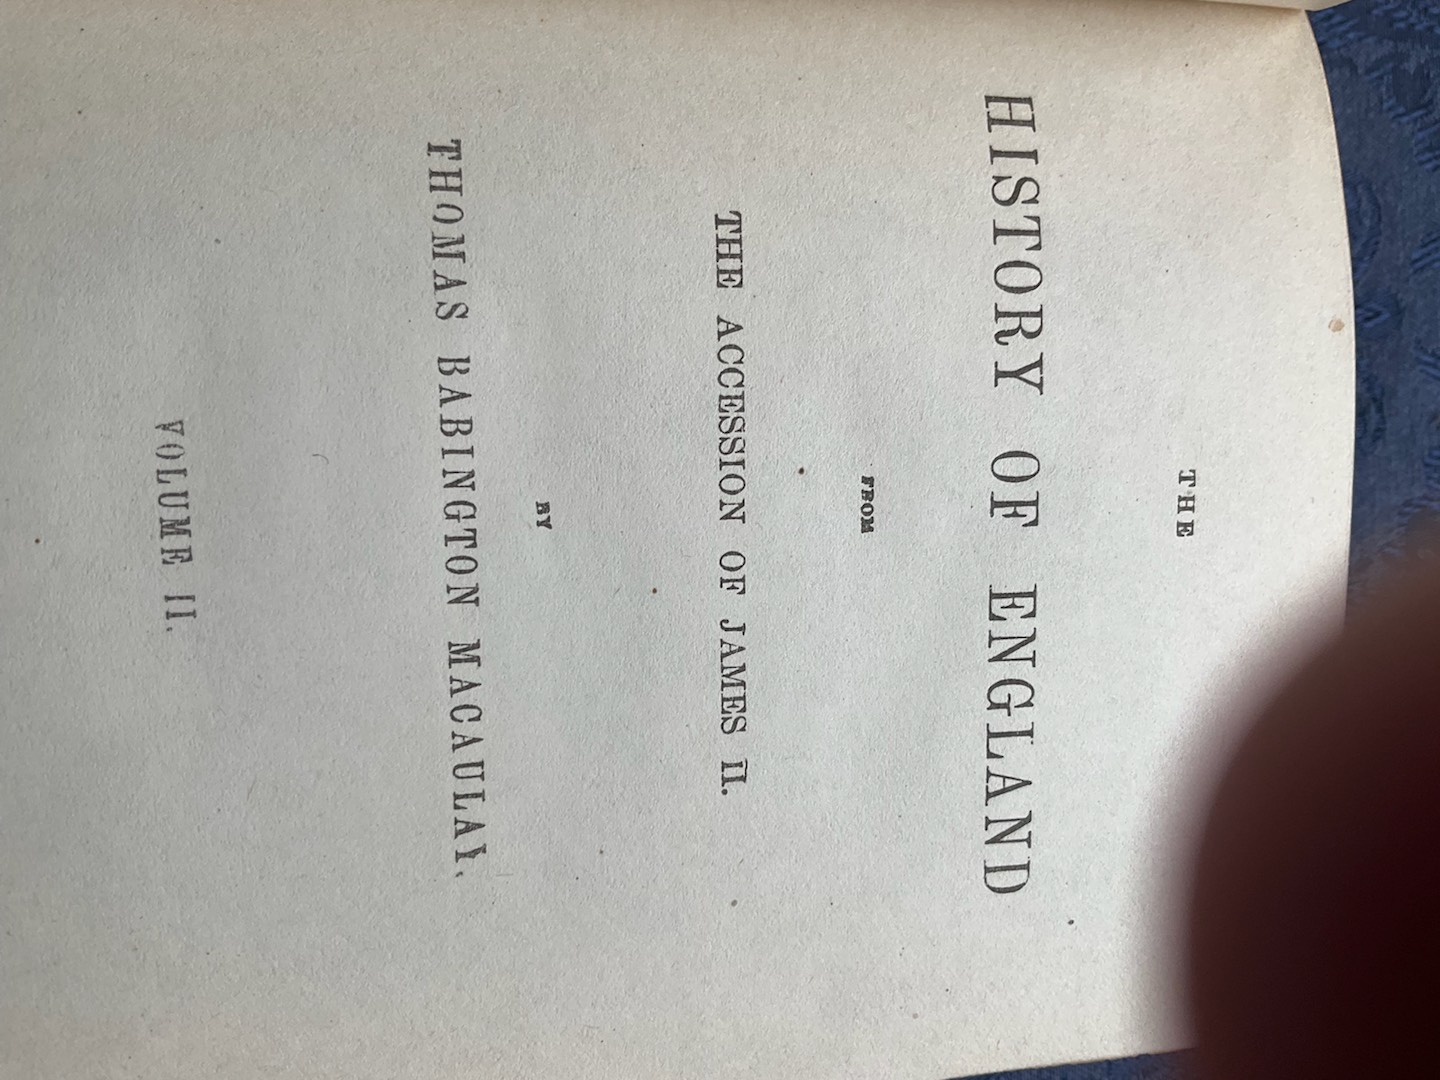 THE
HISTORY OF ENGLAND
FROM
THE ACCESSION OF JAMES II.
BY
THOMAS BABINGTON MACAULAY.
VOLUME II.